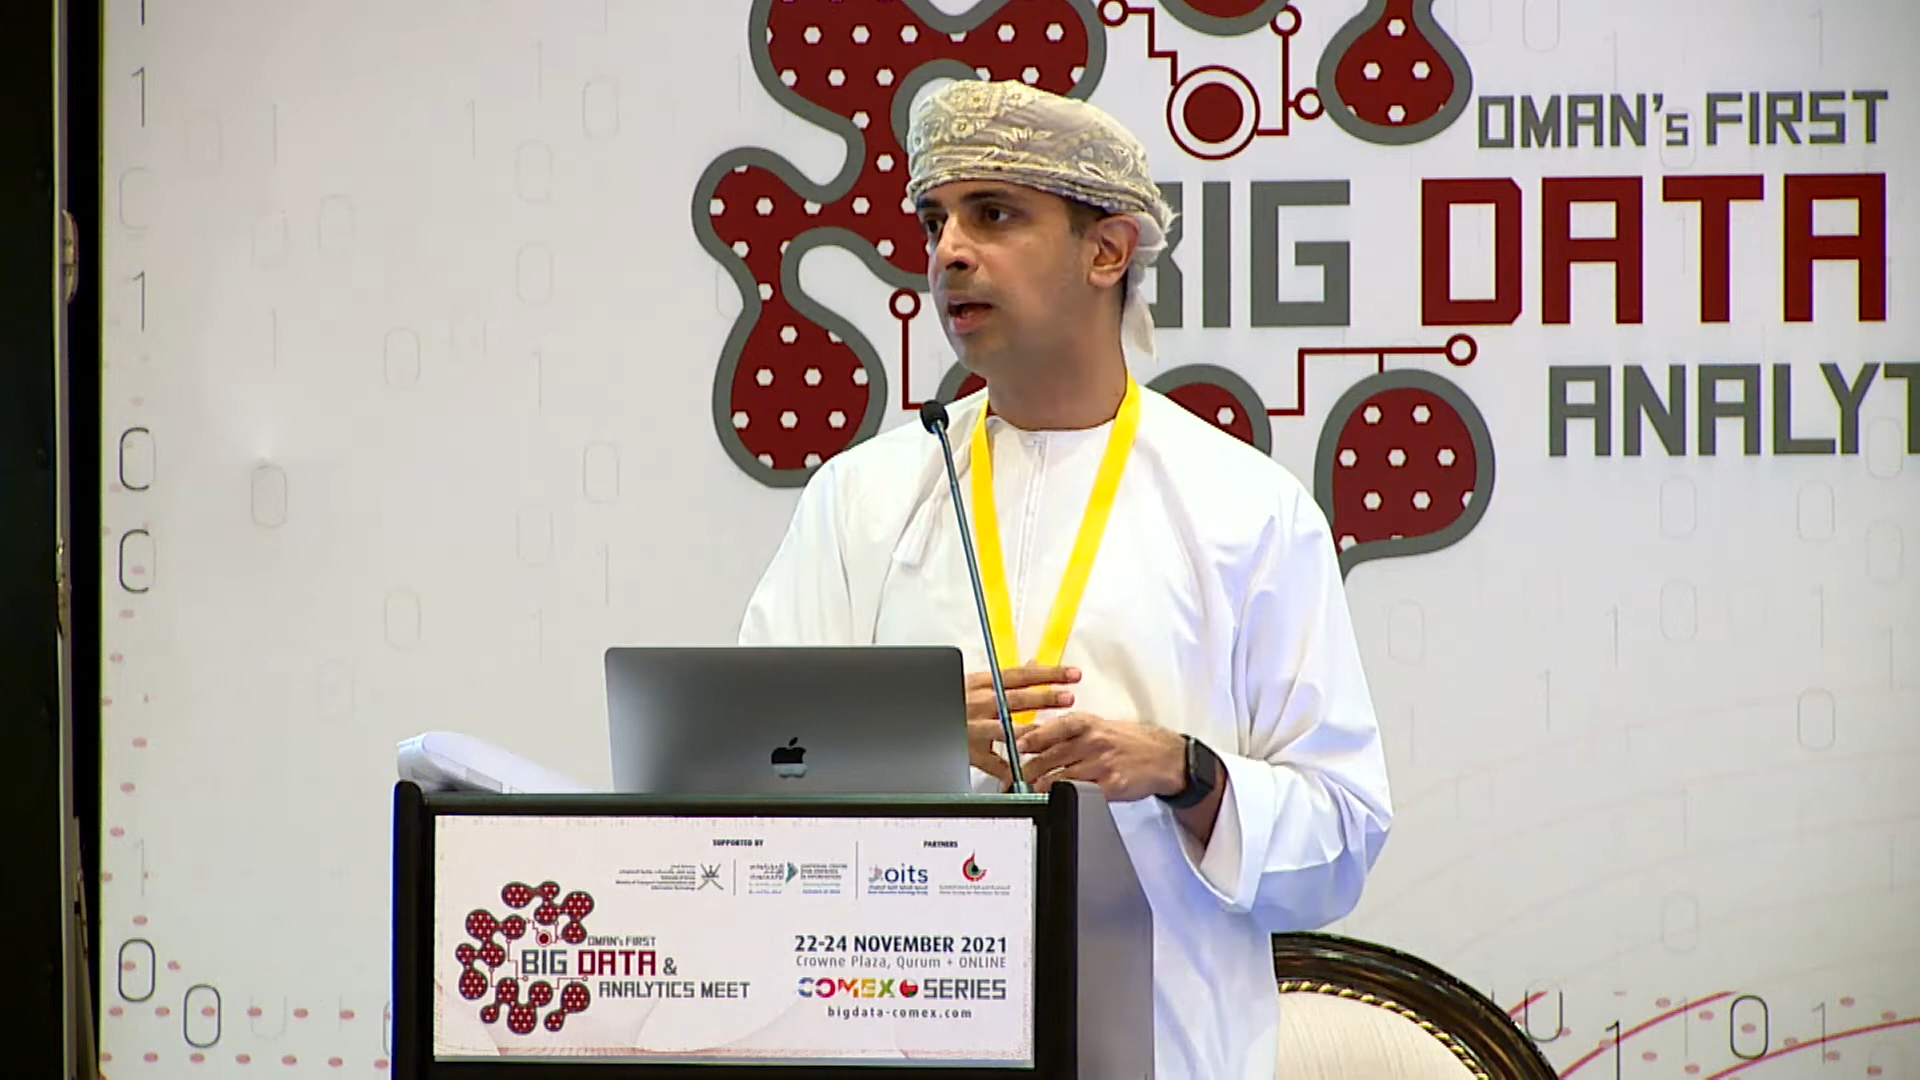 OMAN's FIRST
BIG DATA
ANALYT
SUPPORTED BY
PARTNERS
oits
OMAN's FIRST
BIG DATA &
ANALYTICS MEET
22-24 NOVEMBER 2021
Crowne Plaza, Qurum + ONLINE
COMEX SERIES
bigdata-comex.com